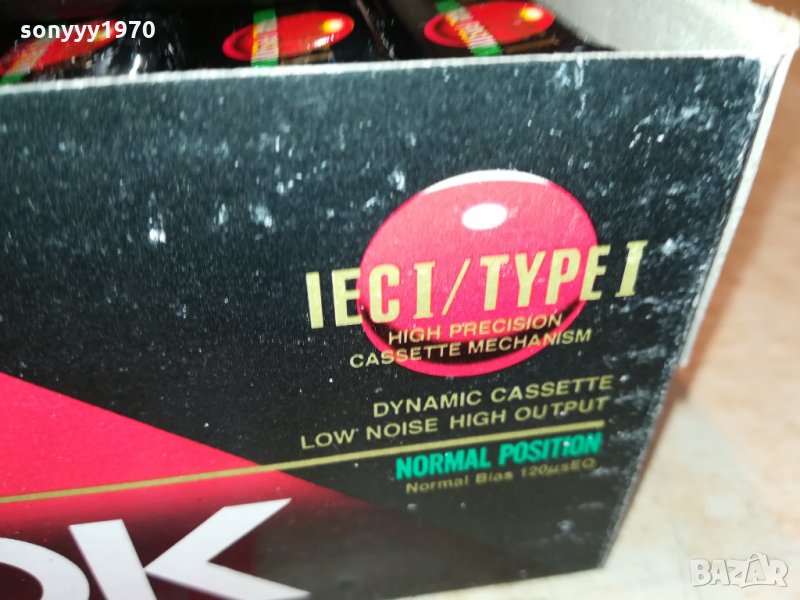 sonyyy1970
IEC I/TYPE I
HIGH PRECISION
CASSETTE MECHANISM
DYNAMIC CASSETTE
LOW NOISE HIGH OUTPUT
NORMAL POSITION
Normal Bias 120µsEQ
DK
BAZAR